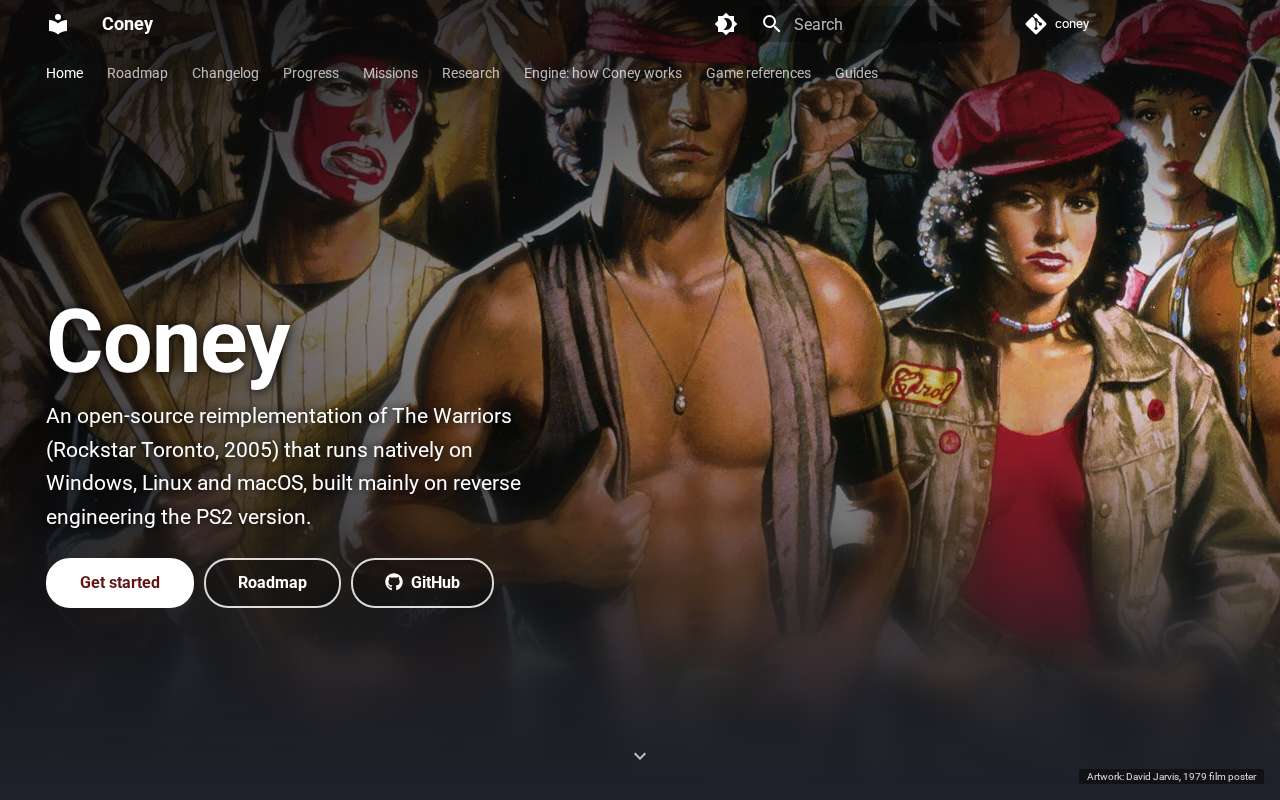 Coney
Search
coney
Home Roadmap Changelog Progress Missions Research Engine: how Coney works Game references Guides
Carol
Coney
An open-source reimplementation of The Warriors
(Rockstar Toronto, 2005) that runs natively on
Windows, Linux and macOS, built mainly on reverse
engineering the PS2 version.
Get started Roadmap GitHub
Artwork: David Jarvis, 1979 film poster